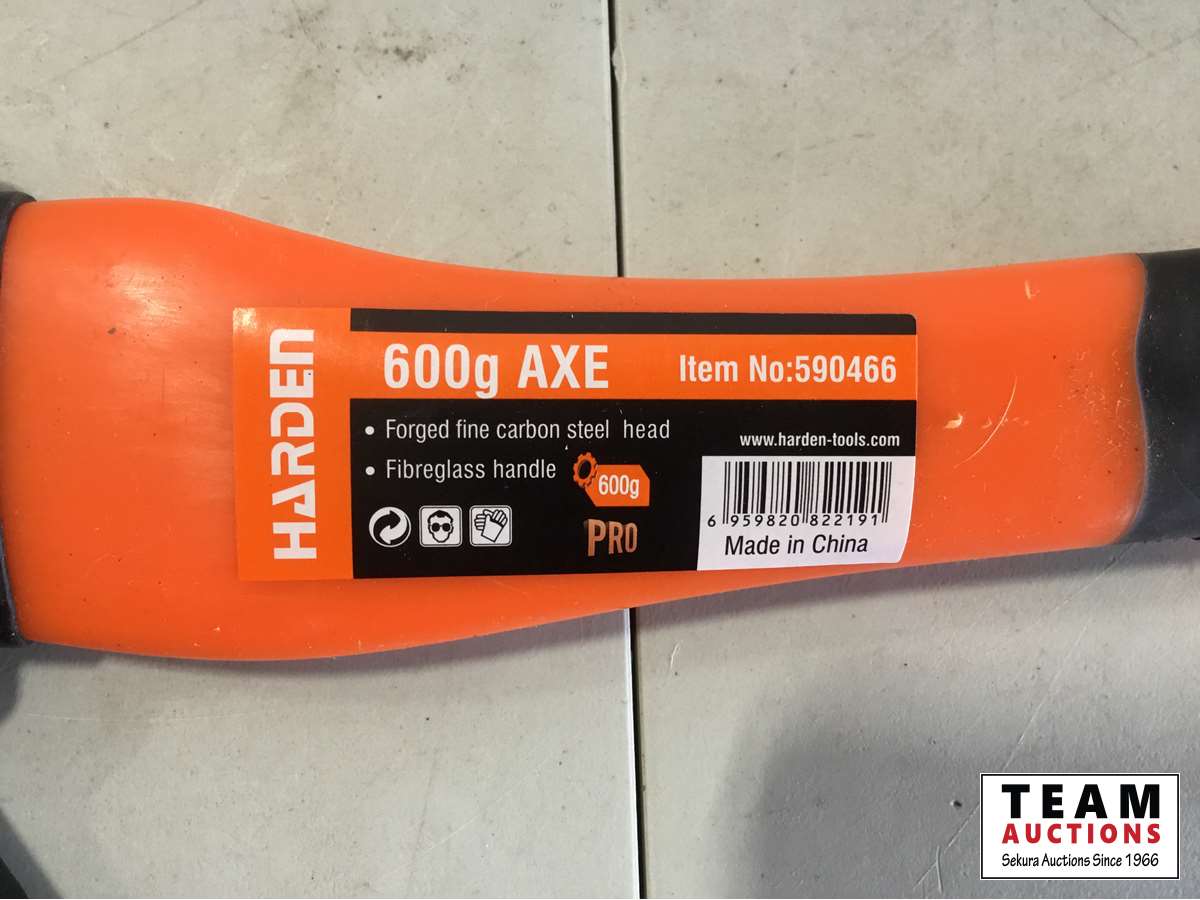 HARDEN
600g AXE
Item No:590466
• Forged fine carbon steel head
• Fibreglass handle
600g
PRO
www.harden-tools.com
6 959820 822191
Made in China
TEAM
AUCTIONS
Sekura Auctions Since 1966